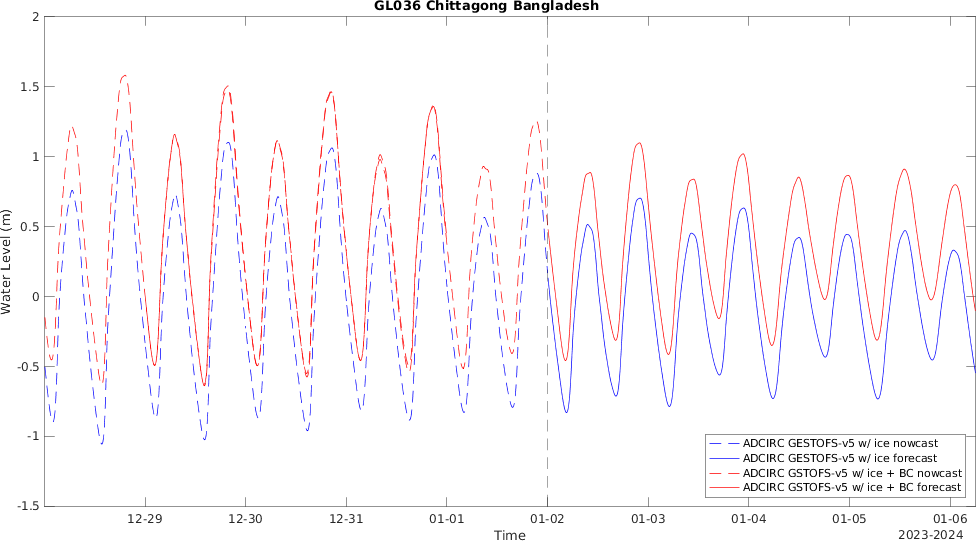 GL036 Chittagong Bangladesh
2
1.5
1
0.5
0
-0.5
-1
-1.5
Water Level (m)
ADCIRC GESTOFS-v5 w/ ice nowcast
ADCIRC GESTOFS-v5 w/ ice forecast
ADCIRC GSTOFS-v5 w/ ice + BC nowcast
ADCIRC GSTOFS-v5 w/ ice + BC forecast
12-29 12-30 12-31 01-01 01-02 01-03 01-04 01-05 01-06
Time
2023-2024